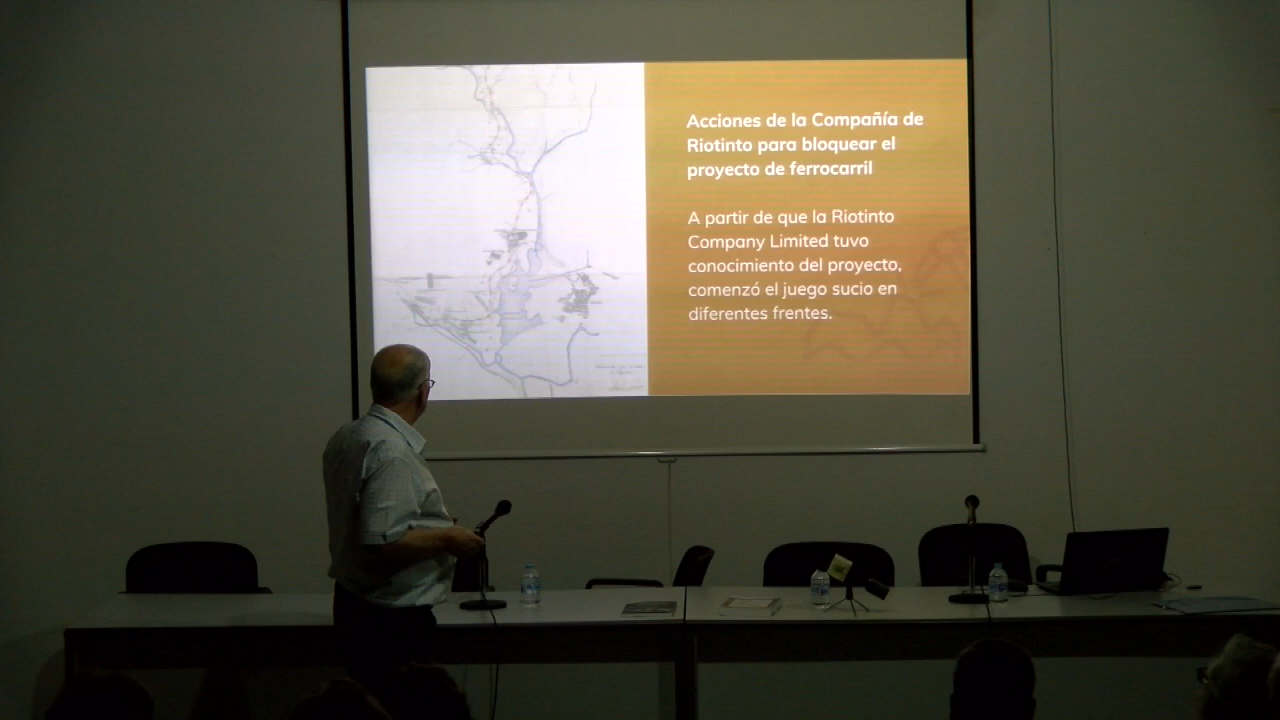 Acciones de la Compañía de
Riotinto para bloquear el
proyecto de ferrocarril
A partir de que la Riotinto
Company Limited tuvo
conocimiento del proyecto,
comenzó el juego sucio en
diferentes frentes.